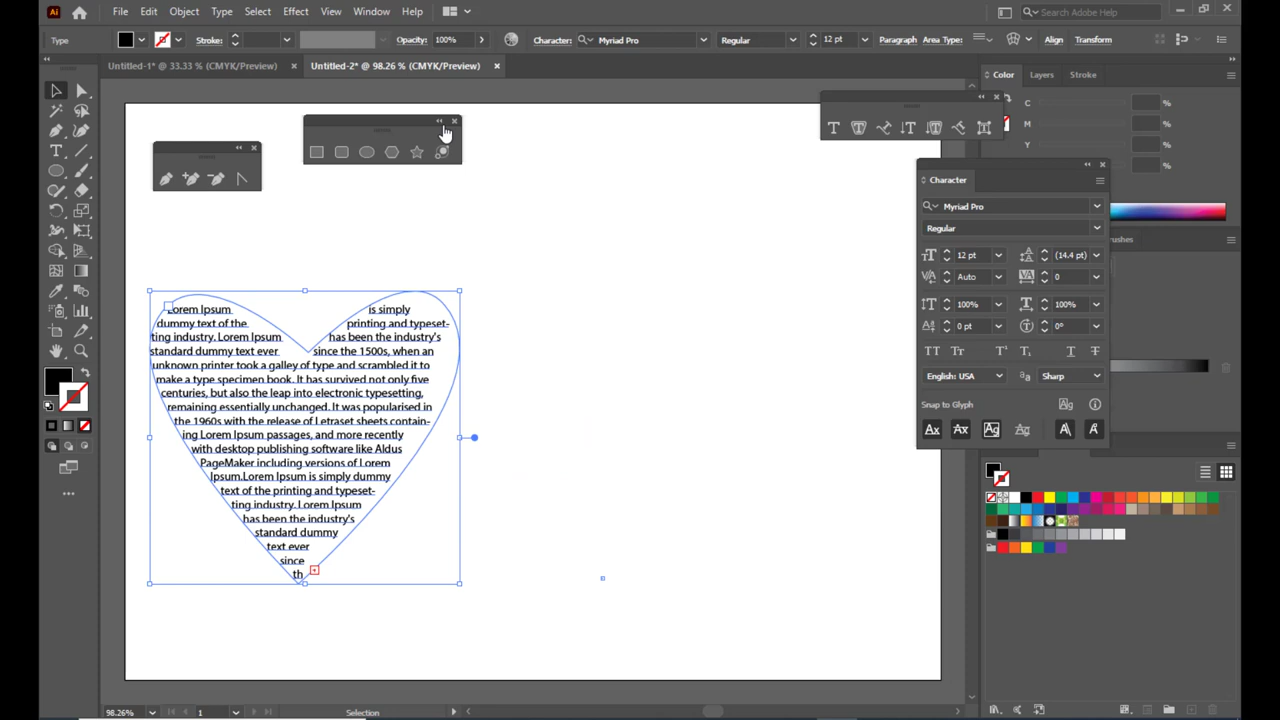 Ai File Edit Object Type Select Effect View Window Help Search Adobe Help
Type Stroke: Opacity: 100% Character: Myriad Pro Regular 12 pt Paragraph Area Type: Align Transform
Untitled-1* @ 33.33 % (CMYK/Preview) Untitled-2* @ 98.26 % (CMYK/Preview)
Color Layers Stroke
C %
M %
Y %
Character
Myriad Pro
Regular
12 pt (14.4 pt)
Auto 0
100% 100%
0 pt 0°
English: USA Sharp
Snap to Glyph
rushes
Lorem Ipsum is simply
dummy text of the printing and typeset-
ting industry. Lorem Ipsum has been the industry's
standard dummy text ever since the 1500s, when an
unknown printer took a galley of type and scrambled it to
make a type specimen book. It has survived not only five
centuries, but also the leap into electronic typesetting,
remaining essentially unchanged. It was popularised in
the 1960s with the release of Letraset sheets contain-
ing Lorem Ipsum passages, and more recently
with desktop publishing software like Aldus
PageMaker including versions of Lorem
Ipsum.Lorem Ipsum is simply dummy
text of the printing and typeset-
ting industry. Lorem Ipsum
has been the industry's
standard dummy
text ever
since
th
98.26% 1 Selection